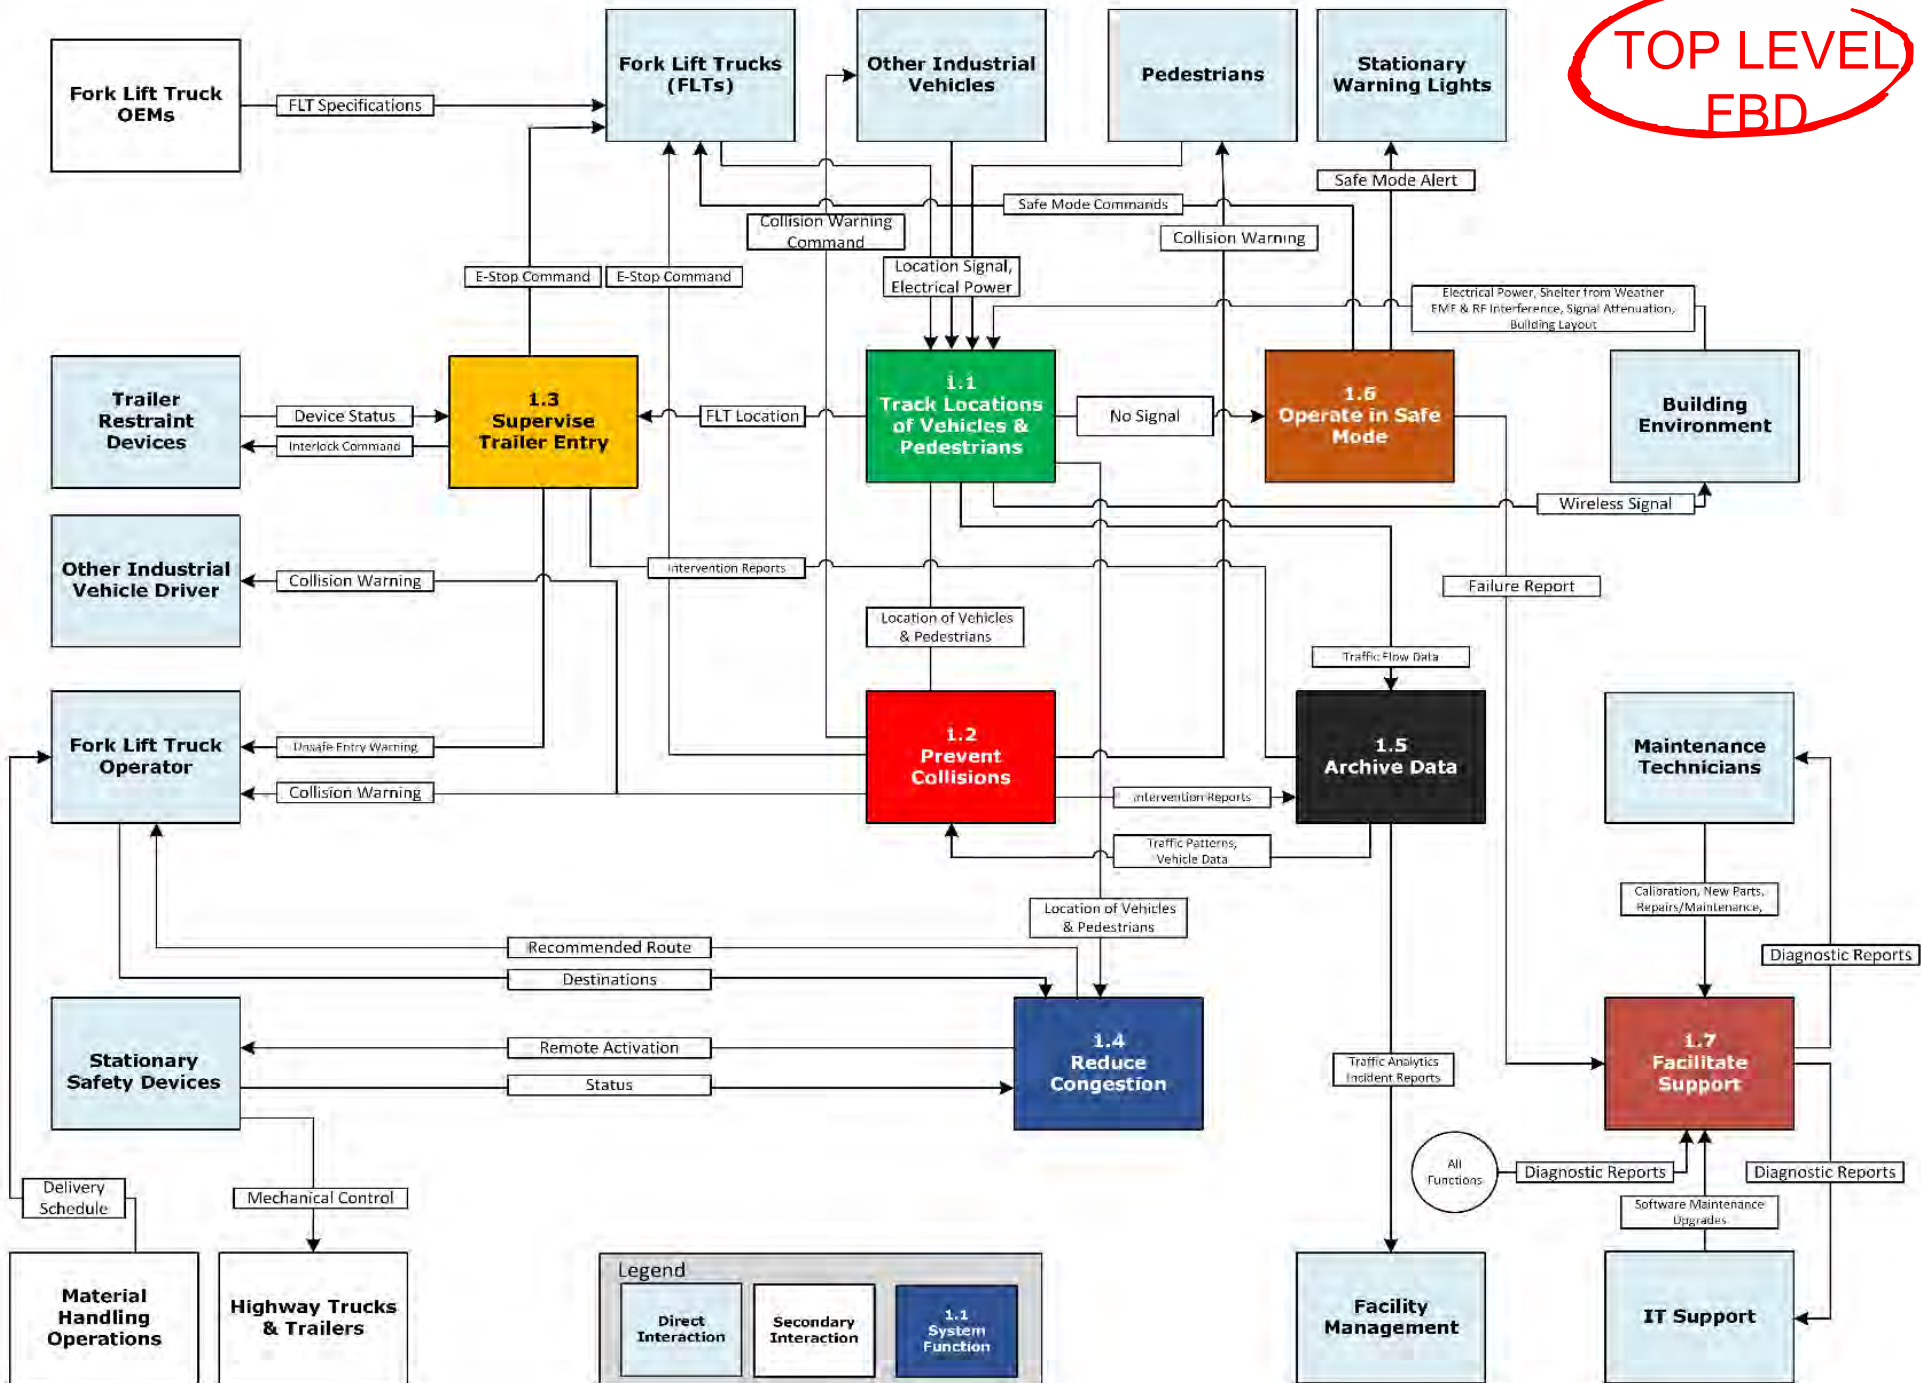 TOP LEVEL
FBD
Fork Lift Truck
OEMs
FLT Specifications
Fork Lift Trucks
(FLTs)
Other Industrial
Vehicles
Pedestrians
Stationary
Warning Lights
Safe Mode Alert
Safe Mode Commands
Collision Warning
Command
Collision Warning
E-Stop Command
E-Stop Command
Location Signal,
Electrical Power
Electrical Power, Shelter from Weather
EMF & RF Interference, Signal Attenuation,
Building Layout
Trailer
Restraint
Devices
Device Status
Interlock Command
1.3
Supervise
Trailer Entry
FLT Location
1.1
Track Locations
of Vehicles &
Pedestrians
No Signal
1.6
Operate in Safe
Mode
Building
Environment
Wireless Signal
Other Industrial
Vehicle Driver
Collision Warning
Intervention Reports
Failure Report
Location of Vehicles
& Pedestrians
Traffic Flow Data
Fork Lift Truck
Operator
Unsafe Entry Warning
Collision Warning
1.2
Prevent
Collisions
Intervention Reports
1.5
Archive Data
Maintenance
Technicians
Traffic Patterns,
Vehicle Data
Calibration, New Parts,
Repairs/Maintenance,
Location of Vehicles
& Pedestrians
Recommended Route
Destinations
Diagnostic Reports
Stationary
Safety Devices
Remote Activation
Status
1.4
Reduce
Congestion
Traffic Analytics
Incident Reports
1.7
Facilitate
Support
All
Functions
Diagnostic Reports
Diagnostic Reports
Delivery
Schedule
Mechanical Control
Software Maintenance
Upgrades
Material
Handling
Operations
Highway Trucks
& Trailers
Legend
Direct
Interaction
Secondary
Interaction
1.1
System
Function
Facility
Management
IT Support